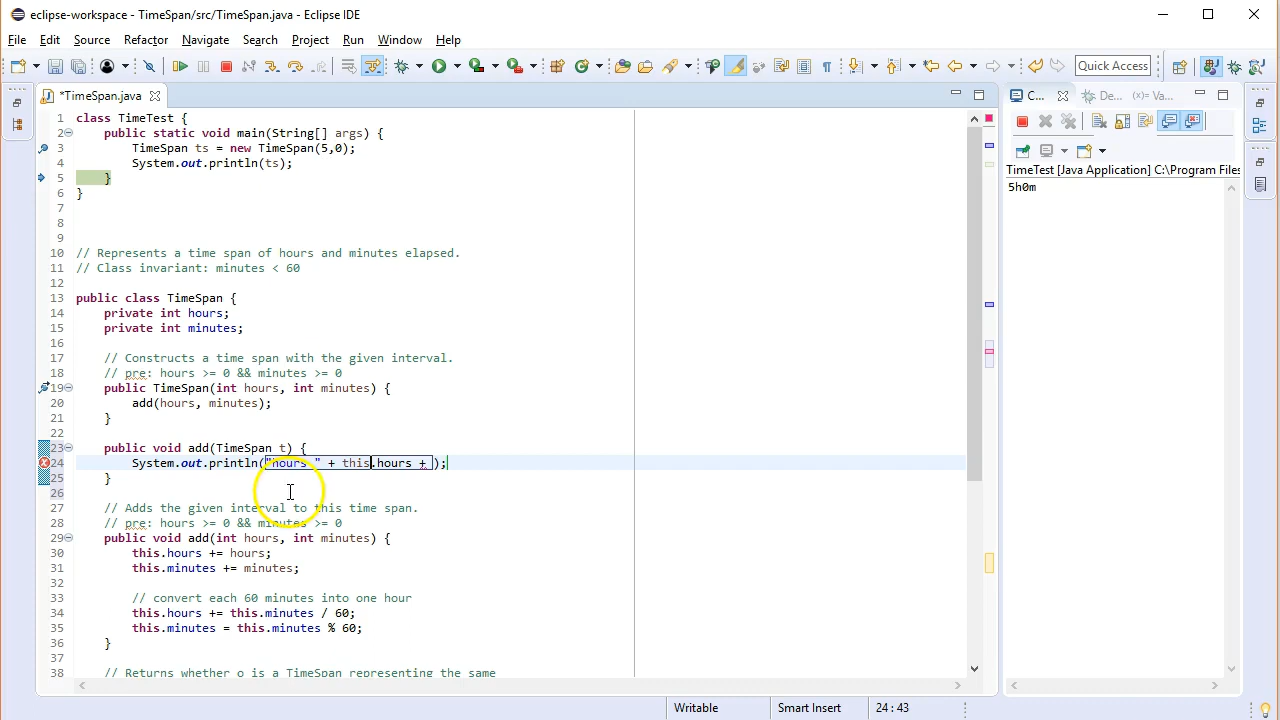 eclipse-workspace - TimeSpan/src/TimeSpan.java - Eclipse IDE
File Edit Source Refactor Navigate Search Project Run Window Help
Quick Access
*TimeSpan.java
C... De... Va...
1 class TimeTest {
2 public static void main(String[] args) {
3 TimeSpan ts = new TimeSpan(5,0);
4 System.out.println(ts);
5 }
6 }
7
8
9
10 // Represents a time span of hours and minutes elapsed.
11 // Class invariant: minutes < 60
12
13 public class TimeSpan {
14 private int hours;
15 private int minutes;
16
17 // Constructs a time span with the given interval.
18 // pre: hours >= 0 && minutes >= 0
19 public TimeSpan(int hours, int minutes) {
20 add(hours, minutes);
21 }
22
23 public void add(TimeSpan t) {
24 System.out.println("hours " + this.hours + );
25 }
26
27 // Adds the given interval to this time span.
28 // pre: hours >= 0 && minutes >= 0
29 public void add(int hours, int minutes) {
30 this.hours += hours;
31 this.minutes += minutes;
32
33 // convert each 60 minutes into one hour
34 this.hours += this.minutes / 60;
35 this.minutes = this.minutes % 60;
36 }
37
38 // Returns whether o is a TimeSpan representing the same
TimeTest [Java Application] C:\Program Files
5h0m
Writable Smart Insert 24 : 43